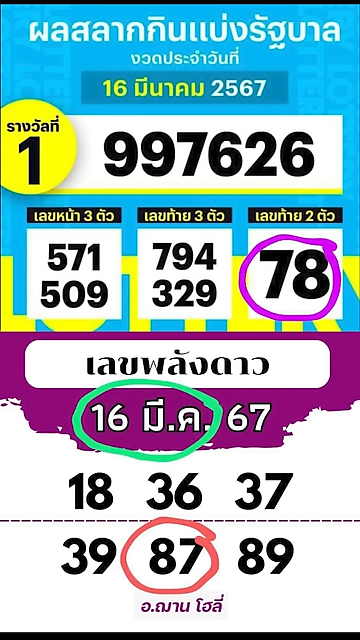 ผลสลากกินแบ่งรัฐบาล
งวดประจำวันที่
16 มีนาคม 2567
รางวัลที่
1
997626
เลขหน้า 3 ตัว เลขท้าย 3 ตัว เลขท้าย 2 ตัว
571 794 78
509 329
เลขพลังดาว
16 มี.ค. 67
18 36 37
39 87 89
อ.ฌาน โฮลี่